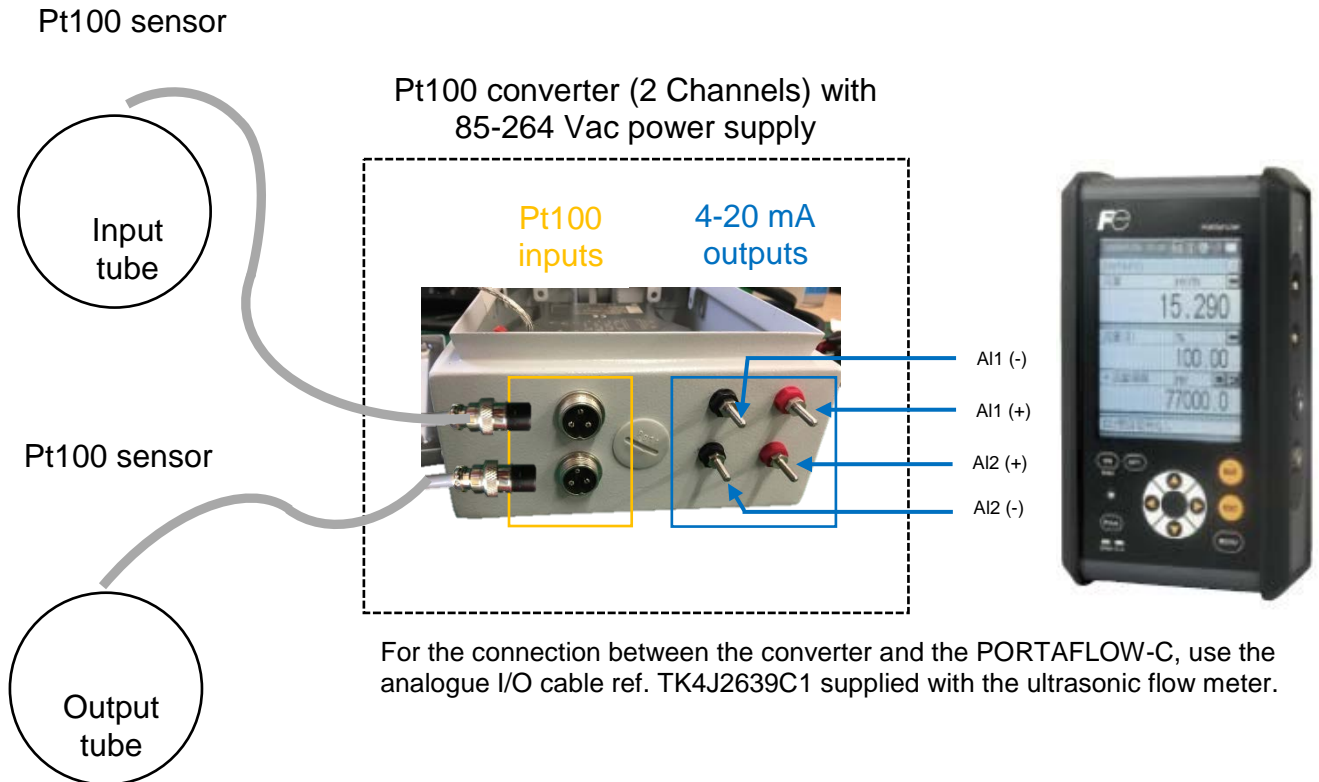 Pt100 sensor
Pt100 converter (2 Channels) with
85-264 Vac power supply
Input
tube
Pt100
inputs
4-20 mA
outputs
AI1 (-)
AI1 (+)
AI2 (+)
AI2 (-)
Pt100 sensor
Output
tube
PORTAFLOW
15.290
100.00
77000.0
MENU
For the connection between the converter and the PORTAFLOW-C, use the
analogue I/O cable ref. TK4J2639C1 supplied with the ultrasonic flow meter.